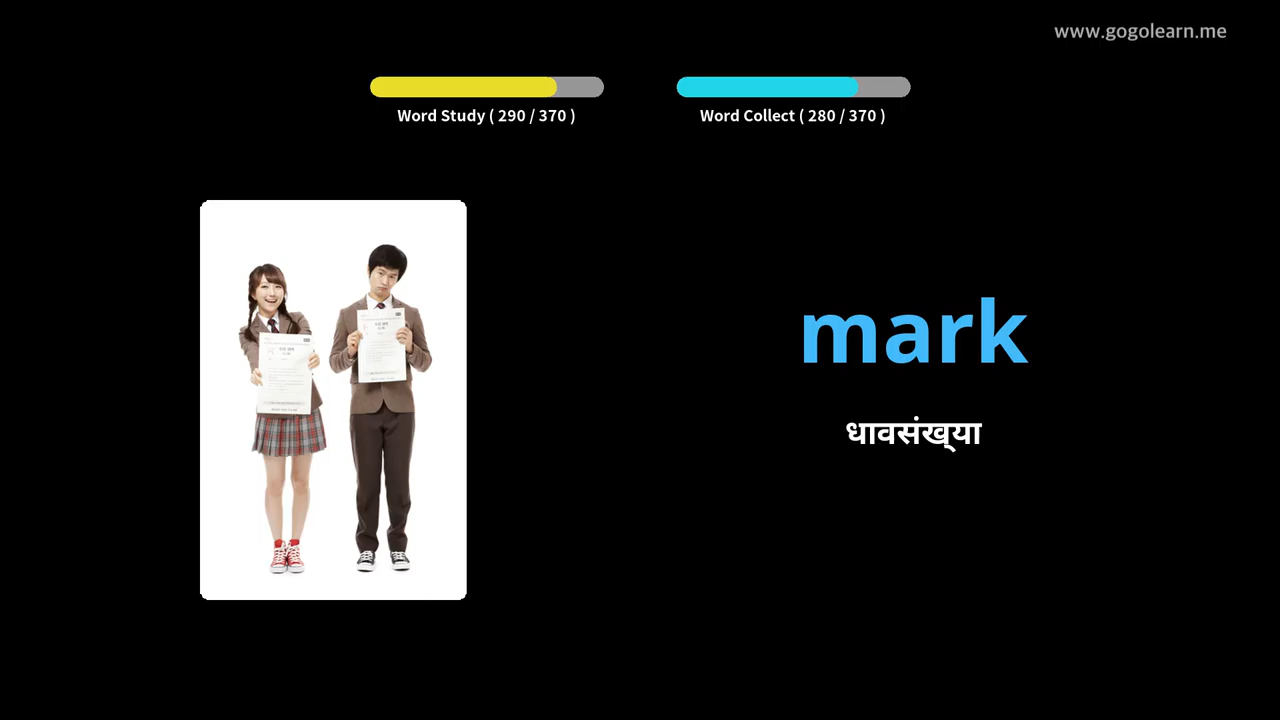 www.gogolearn.me
Word Study ( 290 / 370 )
Word Collect ( 280 / 370 )
mark
धावसंख्या